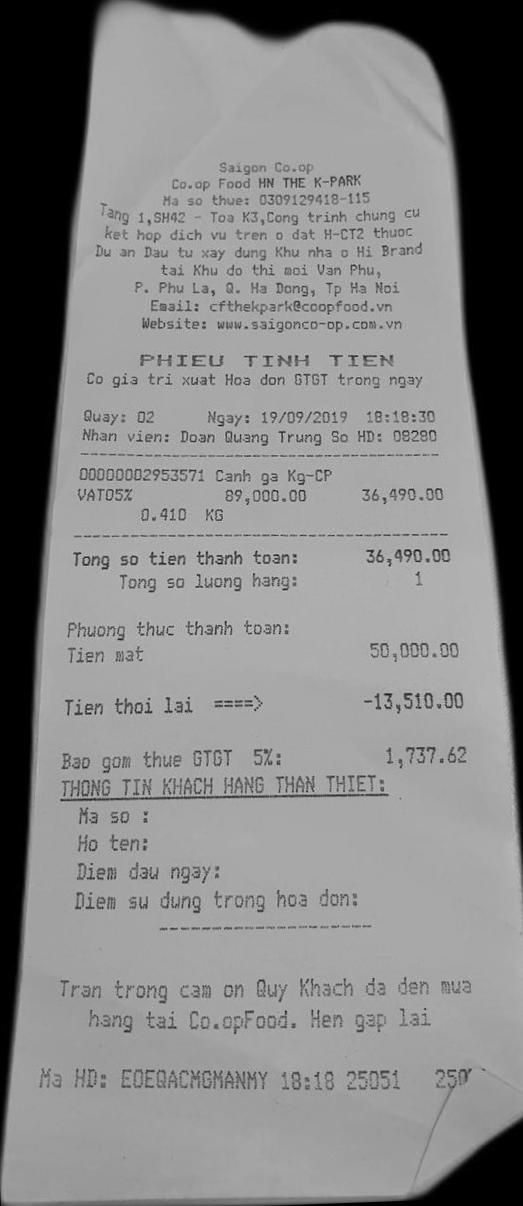 Saigon Co.op
Co.op Food HN THE K-PARK
Ma so thue: 0309129418-115
Tang 1,SH42 - Toa K3,Cong trinh chung cu
ket hop dich vu tren o dat H-CT2 thuoc
Du an Dau tu xay dung Khu nha o Hi Brand
tai Khu do thi moi Van Phu,
P. Phu La, Q. Ha Dong, Tp Ha Noi
Email: cfthekpark@coopfood.vn
Website: www.saigonco-op.com.vn
PHIEU TINH TIEN
Co gia tri xuat Hoa don GTGT trong ngay
Quay: 02 Ngay: 19/09/2019 18:18:30
Nhan vien: Doan Quang Trung So HD: 08280
00000002953571 Canh ga Kg-CP
VAT05% 89,000.00 36,490.00
0.410 KG
Tong so tien thanh toan: 36,490.00
Tong so luong hang: 1
Phuong thuc thanh toan:
Tien mat 50,000.00
Tien thoi lai ====> -13,510.00
Bao gom thue GTGT 5%: 1,737.62
THONG TIN KHACH HANG THAN THIET:
Ma so :
Ho ten:
Diem dau ngay:
Diem su dung trong hoa don:
Tran trong cam on Quy Khach da den mua
hang tai Co.opFood. Hen gap lai
Ma HD: EOEQACMGMANMY 18:18 25051